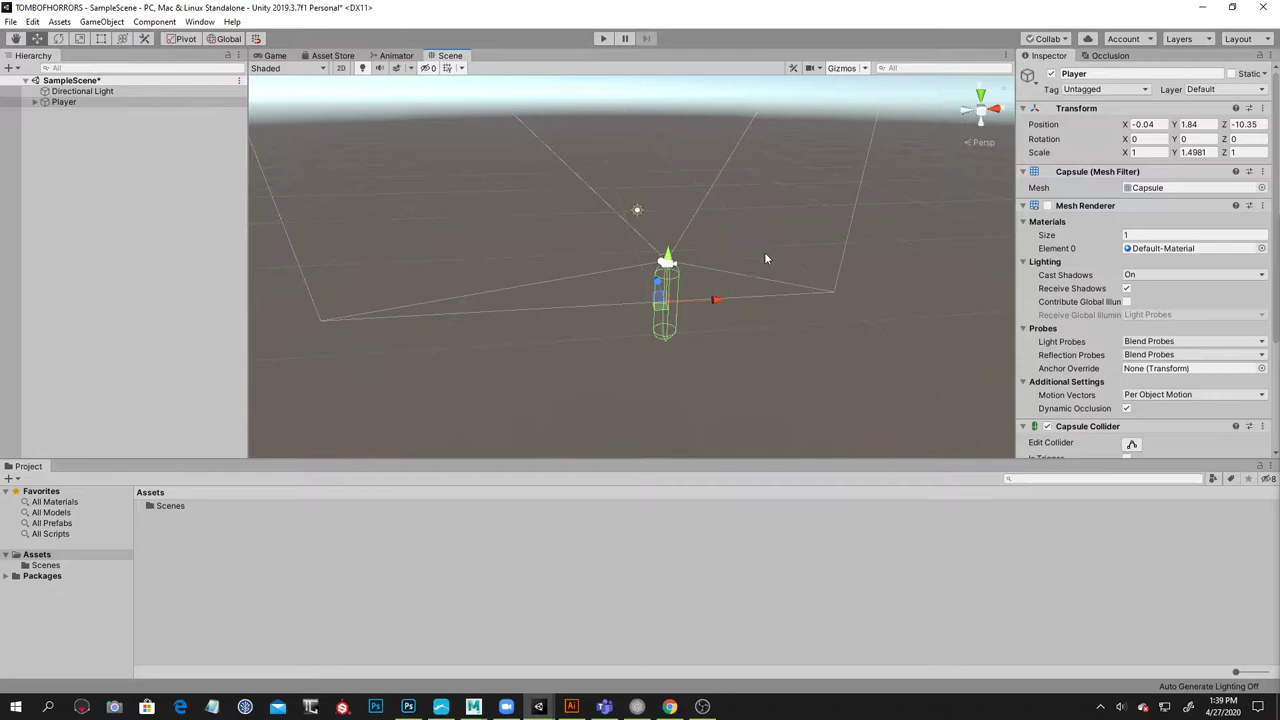 TOMBOFHORRORS - SampleScene - PC, Mac & Linux Standalone - Unity 2019.3.7f1 Personal* <DX11>
File Edit Assets GameObject Component Window Help
Pivot Global Collab Account Layers Layout
Hierarchy Game Asset Store Animator Scene Inspector Occlusion
All Shaded 2D 0 Gizmos All Player Static
SampleScene*
Directional Light
Player
Persp
Tag Untagged Layer Default
Transform
Position X -0.04 Y 1.84 Z -10.35
Rotation X 0 Y 0 Z 0
Scale X 1 Y 1.4981 Z 1
Capsule (Mesh Filter)
Mesh Capsule
Mesh Renderer
Materials
Size 1
Element 0 Default-Material
Lighting
Cast Shadows On
Receive Shadows
Contribute Global Illum
Receive Global Illumin Light Probes
Probes
Light Probes Blend Probes
Reflection Probes Blend Probes
Anchor Override None (Transform)
Additional Settings
Motion Vectors Per Object Motion
Dynamic Occlusion
Capsule Collider
Edit Collider
Project
8
Favorites
All Materials
All Models
All Prefabs
All Scripts
Assets
Scenes
Packages
Assets
Scenes
Auto Generate Lighting Off
Ps Ps M Ai
1:39 PM
4/27/2020